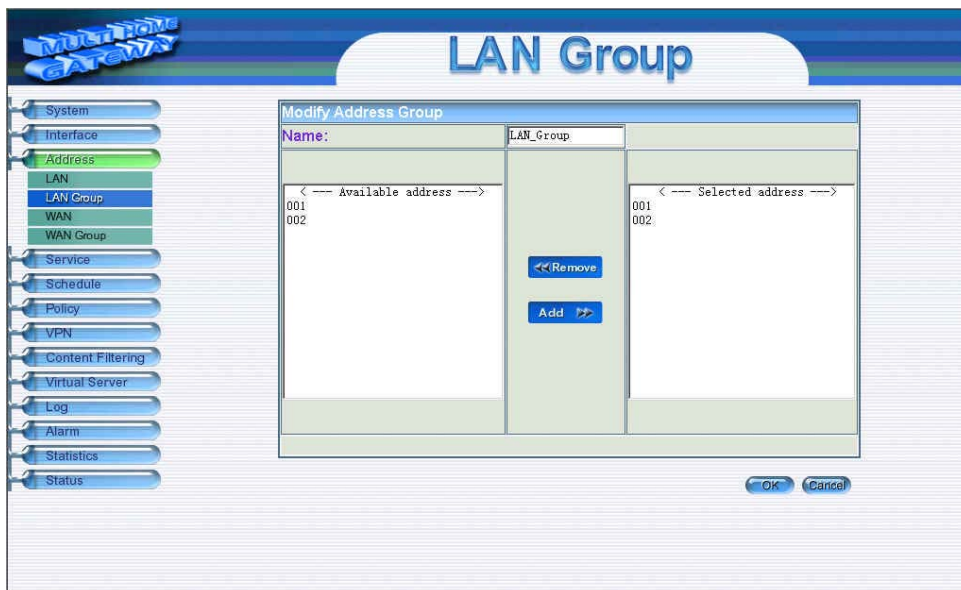 MULTI HOME
GATEWAY
LAN Group
System
Interface
Address
LAN
LAN Group
WAN
WAN Group
Service
Schedule
Policy
VPN
Content Filtering
Virtual Server
Log
Alarm
Statistics
Status
Modify Address Group
Name:
LAN_Group
< --- Available address --->
001
002
Remove
Add
< --- Selected address --->
001
002
OK
Cancel